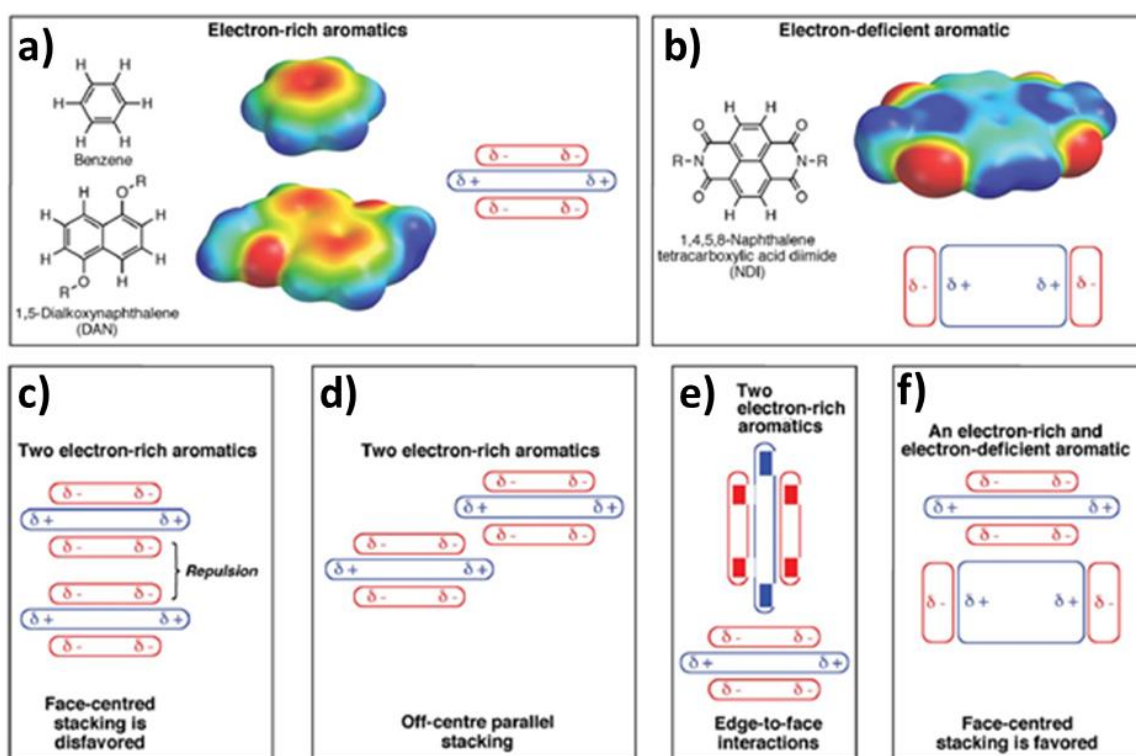 a)
Electron-rich aromatics
H H
H H
H H
Benzene
R
H O
H H
H H
O H
R
1,5-Dialkoxynaphthalene
(DAN)
δ - δ -
δ + δ +
δ - δ -
b)
Electron-deficient aromatic
H H
O O
R-N N-R
O O
H H
1,4,5,8-Naphthalene
tetracarboxylic acid diimide
(NDI)
δ - δ + δ + δ -
c)
Two electron-rich aromatics
δ - δ -
δ + δ +
δ - δ -
Repulsion
δ - δ -
δ + δ +
δ - δ -
Face-centred
stacking is
disfavored
d)
Two electron-rich aromatics
δ - δ -
δ + δ +
δ - δ -
δ - δ -
δ + δ +
δ - δ -
Off-centre parallel
stacking
e)
Two
electron-rich
aromatics
δ - δ -
δ + δ +
δ - δ -
Edge-to-face
interactions
f)
An electron-rich and
electron-deficient aromatic
δ - δ -
δ + δ +
δ - δ -
δ - δ + δ + δ -
Face-centred
stacking is favored